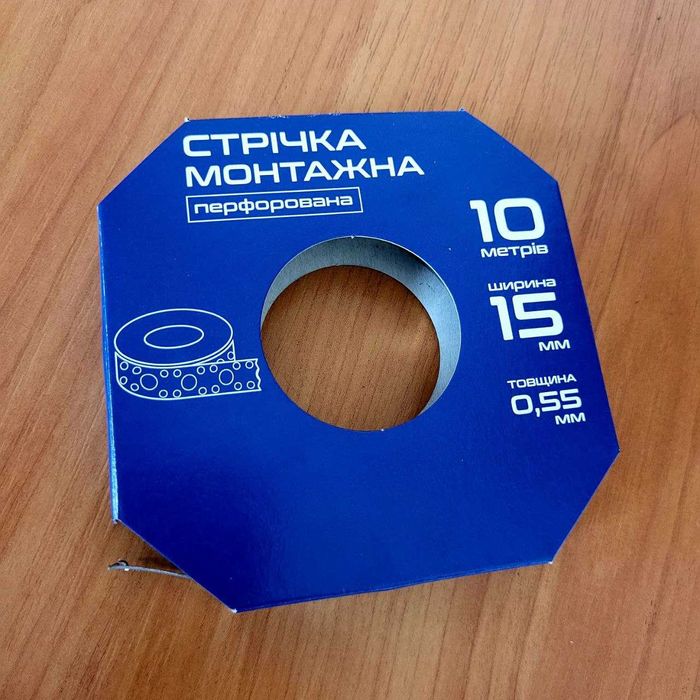 СТРІЧКА
МОНТАЖНА
перфорована
10
метрів
ширина
15
мм
товщина
0,55
мм